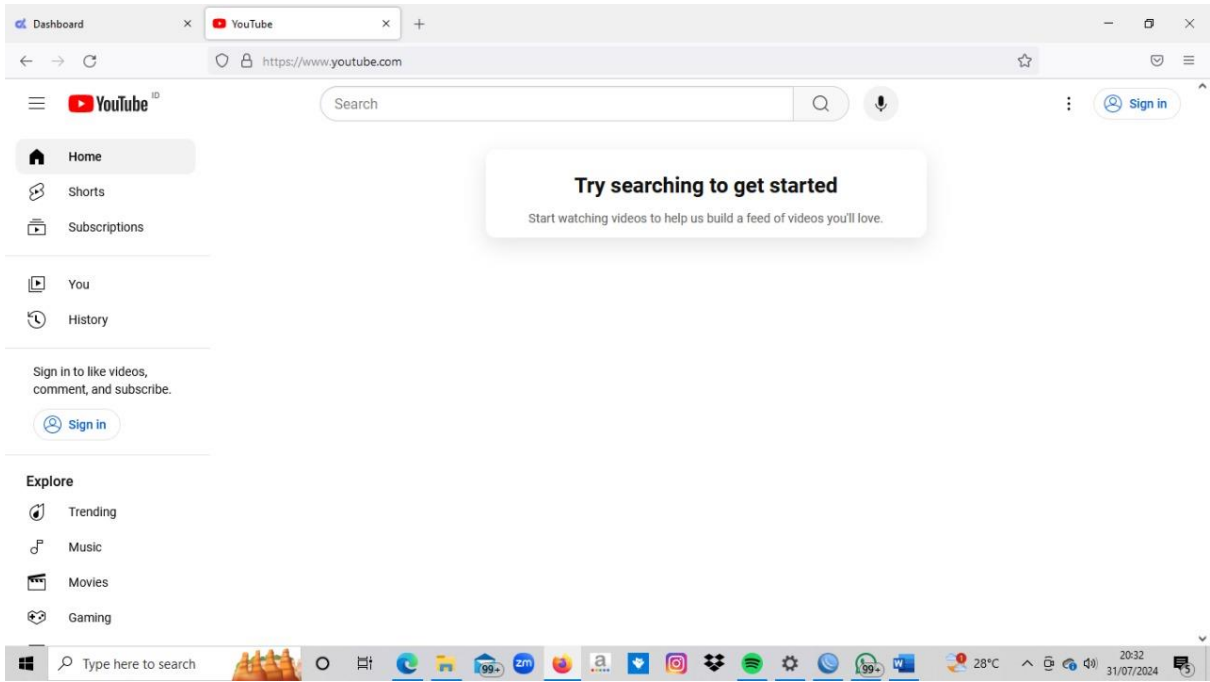 Dashboard
YouTube
https://www.youtube.com
YouTube ID
Search
Sign in
Home
Shorts
Subscriptions
You
History
Sign in to like videos,
comment, and subscribe.
Sign in
Explore
Trending
Music
Movies
Gaming
Try searching to get started
Start watching videos to help us build a feed of videos you'll love.
Type here to search
99+
zm
a
99+
28°C
20:32
31/07/2024
5